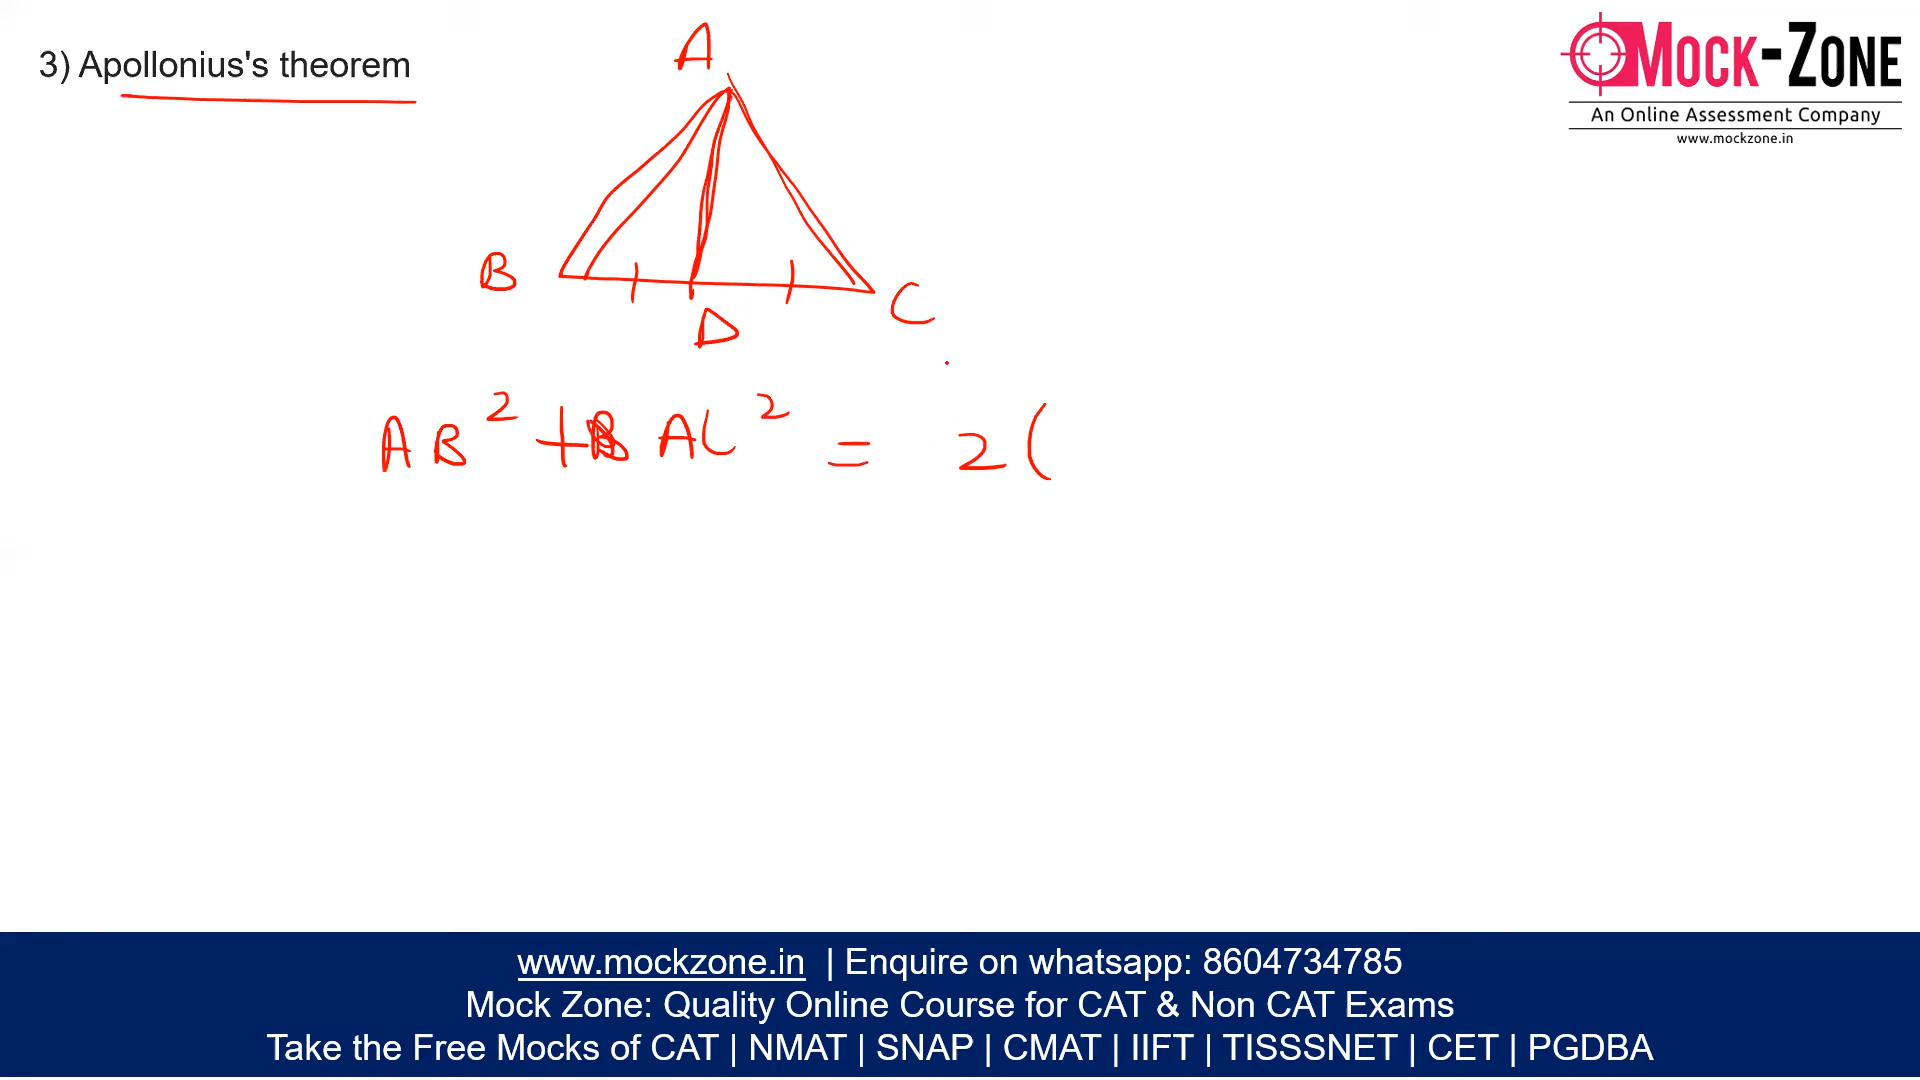 3) Apollonius's theorem
MOCK-ZONE
An Online Assessment Company
www.mockzone.in
A
B
C
D
AB² + AC² = 2(
www.mockzone.in | Enquire on whatsapp: 8604734785
Mock Zone: Quality Online Course for CAT & Non CAT Exams
Take the Free Mocks of CAT | NMAT | SNAP | CMAT | IIFT | TISSSNET | CET | PGDBA